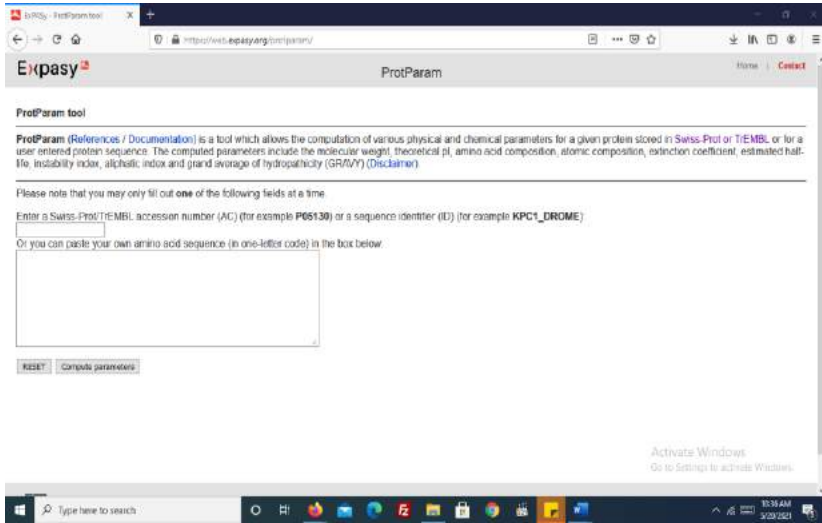 ExPASy - ProtParam tool
https://web.expasy.org/protparam/
Expasy
ProtParam
Home | Contact
ProtParam tool
ProtParam (References / Documentation) is a tool which allows the computation of various physical and chemical parameters for a given protein stored in Swiss-Prot or TrEMBL or for a
user entered protein sequence. The computed parameters include the molecular weight, theoretical pI, amino acid composition, atomic composition, extinction coefficient, estimated half-
life, instability index, aliphatic index and grand average of hydropathicity (GRAVY) (Disclaimer).
Please note that you may only fill out one of the following fields at a time.
Enter a Swiss-Prot/TrEMBL accession number (AC) (for example P05130) or a sequence identifier (ID) (for example KPC1_DROME):
Or you can paste your own amino acid sequence (in one-letter code) in the box below:
RESET
Compute parameters
Activate Windows
Go to Settings to activate Windows.
Type here to search
10:36 AM
5/20/2021